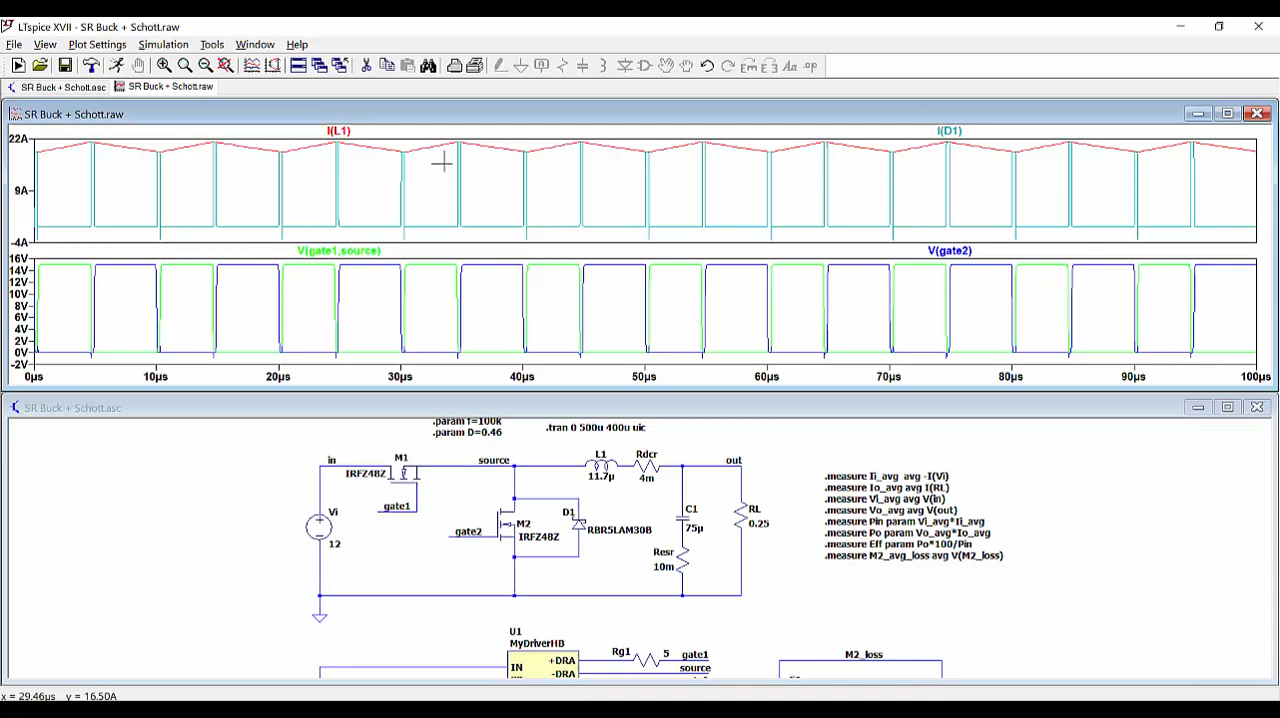 LTspice XVII - SR Buck + Schott.raw
File View Plot Settings Simulation Tools Window Help
SR Buck + Schott.asc SR Buck + Schott.raw
SR Buck + Schott.raw
I(L1) I(D1)
22A
9A
-4A
V(gate1,source) V(gate2)
16V
14V
12V
10V
8V
6V
4V
2V
0V
-2V
0µs 10µs 20µs 30µs 40µs 50µs 60µs 70µs 80µs 90µs 100µs
SR Buck + Schott.asc
.param f=100k
.param D=0.46 .tran 0 500u 400u uic
in M1 source L1 Rdcr out
IRFZ48Z 11.7µ 4m
gate1
Vi
12
gate2 M2
IRFZ48Z
D1
RBR5LAM30B
C1
75µ
Resr
10m
RL
0.25
.measure Ii_avg avg -I(Vi)
.measure Io_avg avg I(RL)
.measure Vi_avg avg V(in)
.measure Vo_avg avg V(out)
.measure Pin param Vi_avg*Ii_avg
.measure Po param Vo_avg*Io_avg
.measure Eff param Po*100/Pin
.measure M2_avg_loss avg V(M2_loss)
U1
MyDriverHB
IN +DRA
-DRA
Rg1 5 gate1
source
M2_loss
x = 29.46µs y = 16.50A